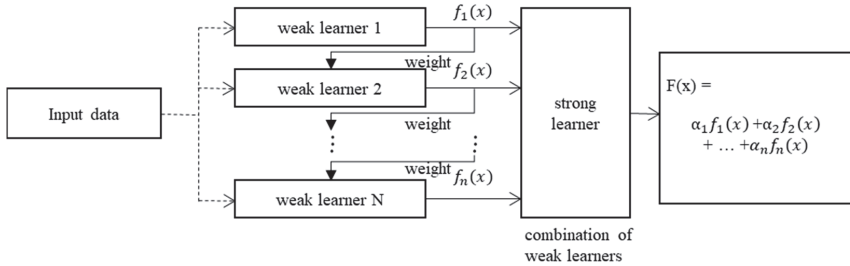 weak learner 1
f₁(x)
weight
weak learner 2
f₂(x)
Input data
weight
strong
learner
F(x) =
α₁f₁(x)+α₂f₂(x)
+ … +αₙfₙ(x)
⋮
⋮
weight
weak learner N
fₙ(x)
combination of
weak learners